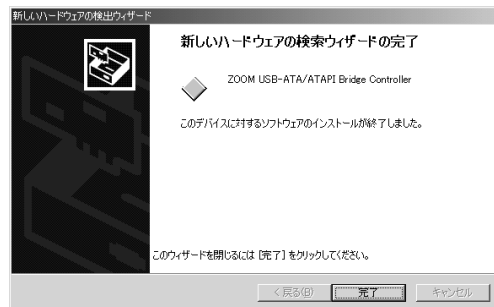 新しいハードウェアの検出ウィザード
新しいハードウェアの検索ウィザードの完了
ZOOM USB-ATA/ATAPI Bridge Controller
このデバイスに対するソフトウェアのインストールが終了しました。
このウィザードを閉じるには [完了] をクリックしてください。
< 戻る(B)
完了
キャンセル